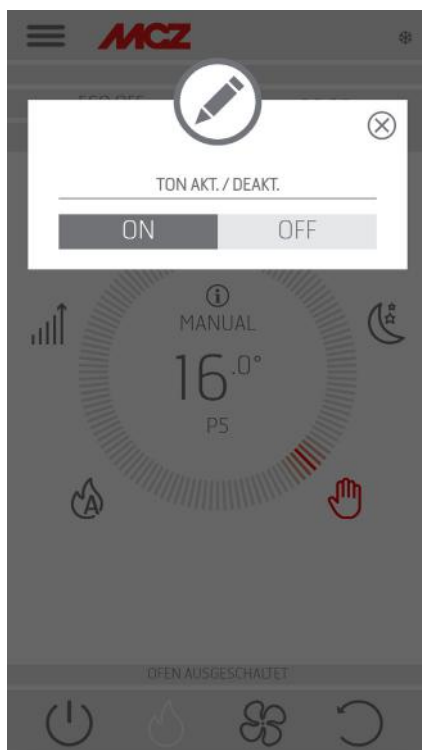 MCZ
TON AKT. / DEAKT.
ON OFF
MANUAL
16.0°
P5
A
OFEN AUSGESCHALTET